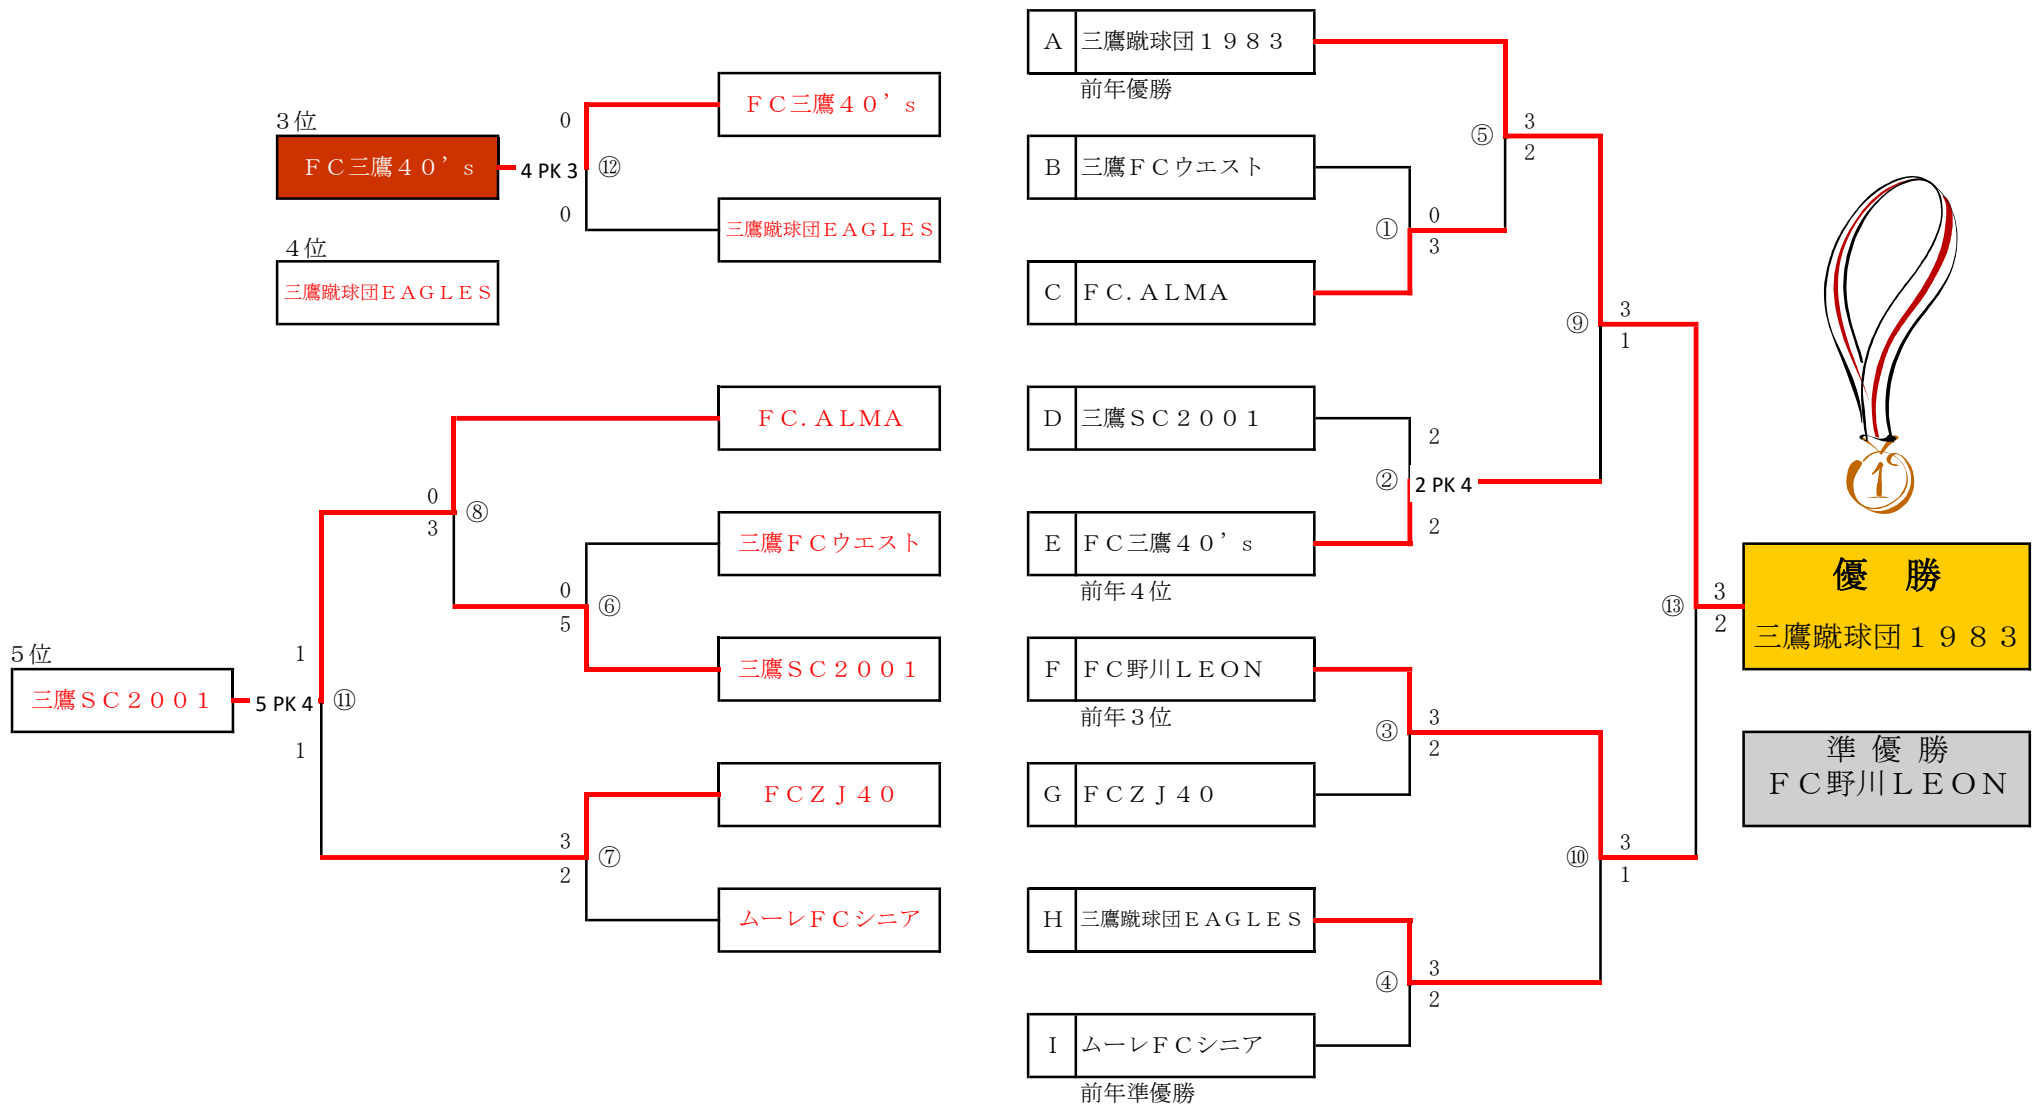 3位
ＦＣ三鷹４０’ｓ
4 PK 3
0
⑫
0
ＦＣ三鷹４０’ｓ
三鷹蹴球団ＥＡＧＬＥＳ
4位
三鷹蹴球団ＥＡＧＬＥＳ
5位
三鷹ＳＣ２００１
5 PK 4
1
⑪
1
0
⑧
3
0
⑥
5
3
⑦
2
ＦＣ．ＡＬＭＡ
三鷹ＦＣウエスト
三鷹ＳＣ２００１
ＦＣＺＪ４０
ムーレＦＣシニア
A 三鷹蹴球団１９８３
前年優勝
B 三鷹ＦＣウエスト
C ＦＣ．ＡＬＭＡ
D 三鷹ＳＣ２００１
E ＦＣ三鷹４０’ｓ
前年４位
F ＦＣ野川ＬＥＯＮ
前年３位
G ＦＣＺＪ４０
H 三鷹蹴球団ＥＡＧＬＥＳ
I ムーレＦＣシニア
前年準優勝
①
0
3
②
2
2 PK 4
2
③
3
2
④
3
2
⑤
3
2
⑨
3
1
⑩
3
1
⑬
3
2
1
優　勝
三鷹蹴球団１９８３
準 優 勝
ＦＣ野川ＬＥＯＮ